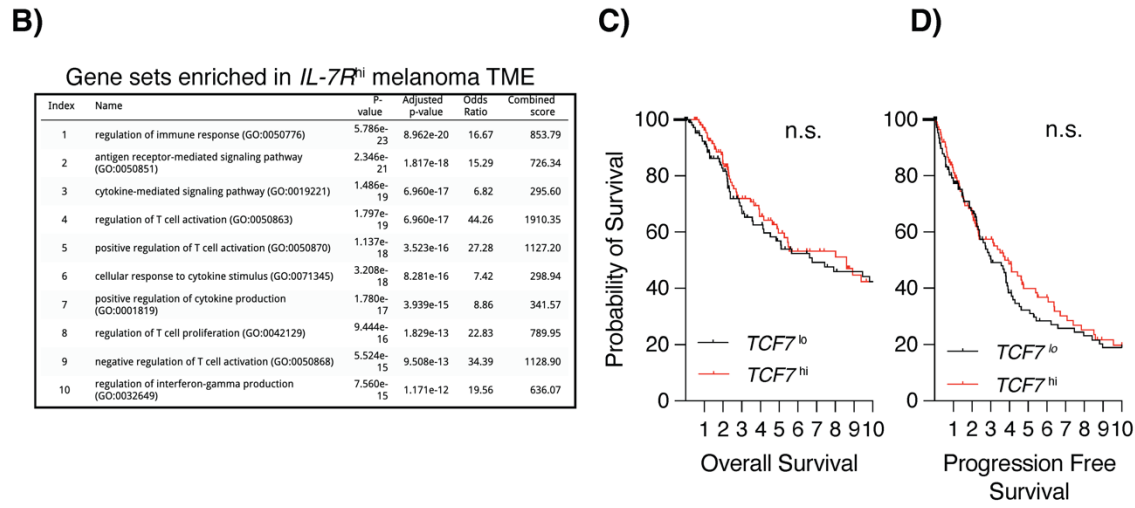 B)
Gene sets enriched in IL-7Rhi melanoma TME
Index Name P-value Adjusted p-value Odds Ratio Combined score
1 regulation of immune response (GO:0050776) 5.786e-23 8.962e-20 16.67 853.79
2 antigen receptor-mediated signaling pathway (GO:0050851) 2.346e-21 1.817e-18 15.29 726.34
3 cytokine-mediated signaling pathway (GO:0019221) 1.486e-19 6.960e-17 6.82 295.60
4 regulation of T cell activation (GO:0050863) 1.797e-19 6.960e-17 44.26 1910.35
5 positive regulation of T cell activation (GO:0050870) 1.137e-18 3.523e-16 27.28 1127.20
6 cellular response to cytokine stimulus (GO:0071345) 3.208e-18 8.281e-16 7.42 298.94
7 positive regulation of cytokine production (GO:0001819) 1.780e-17 3.939e-15 8.86 341.57
8 regulation of T cell proliferation (GO:0042129) 9.444e-16 1.829e-13 22.83 789.95
9 negative regulation of T cell activation (GO:0050868) 5.524e-15 9.508e-13 34.39 1128.90
10 regulation of interferon-gamma production (GO:0032649) 7.560e-15 1.171e-12 19.56 636.07
C)
Probability of Survival
100
80
60
40
20
0
n.s.
TCF7 lo
TCF7 hi
1 2 3 4 5 6 7 8 9 10
Overall Survival
D)
100
80
60
40
20
0
n.s.
TCF7 lo
TCF7 hi
1 2 3 4 5 6 7 8 9 10
Progression Free
Survival